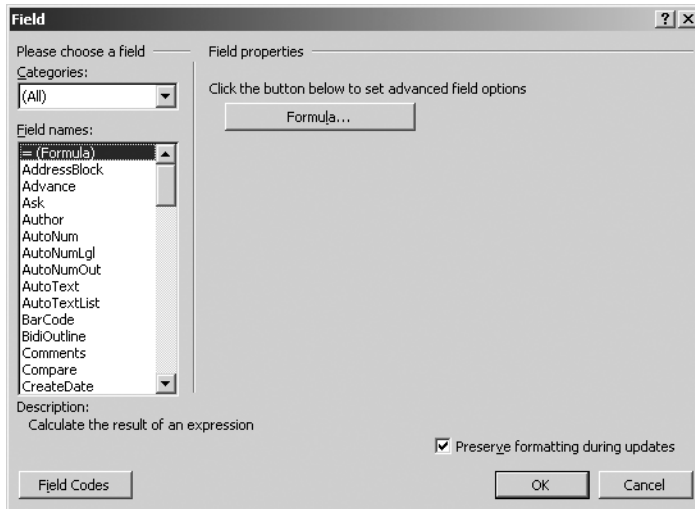 Field
Please choose a field
Field properties
Categories:
(All)
Click the button below to set advanced field options
Formula...
Field names:
= (Formula)
AddressBlock
Advance
Ask
Author
AutoNum
AutoNumLgl
AutoNumOut
AutoText
AutoTextList
BarCode
BidiOutline
Comments
Compare
CreateDate
Description:
Calculate the result of an expression
Preserve formatting during updates
Field Codes
OK
Cancel